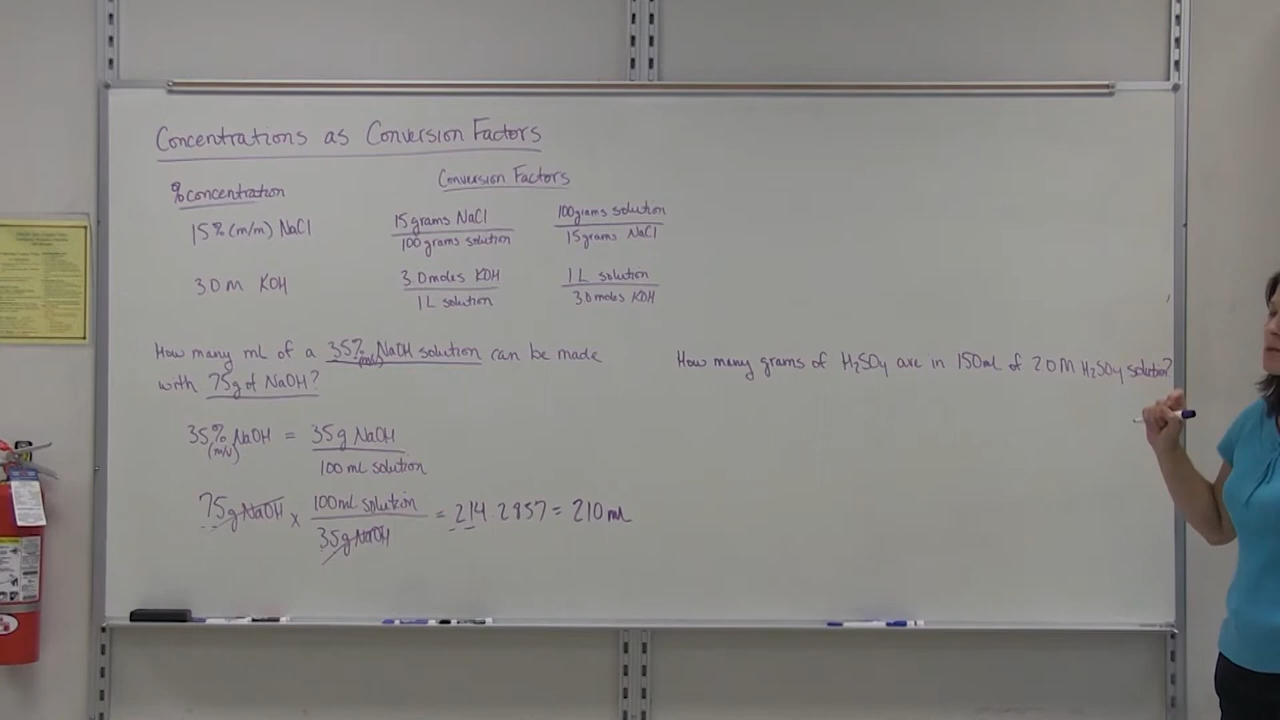 Concentrations as Conversion Factors
% concentration
Conversion Factors
15% (m/m) NaCl
15 grams NaCl
100 grams solution
100 grams solution
15 grams NaCl
3.0 M KOH
3.0 moles KOH
1 L solution
1 L solution
3.0 moles KOH
How many mL of a 35% (m/v) NaOH solution can be made
with 75g of NaOH?
35% (m/v) NaOH = 35g NaOH
100 mL solution
75g NaOH x 100 mL solution = 214.2857 = 210 mL
35g NaOH
How many grams of H₂SO₄ are in 150mL of 2.0 M H₂SO₄ solution?